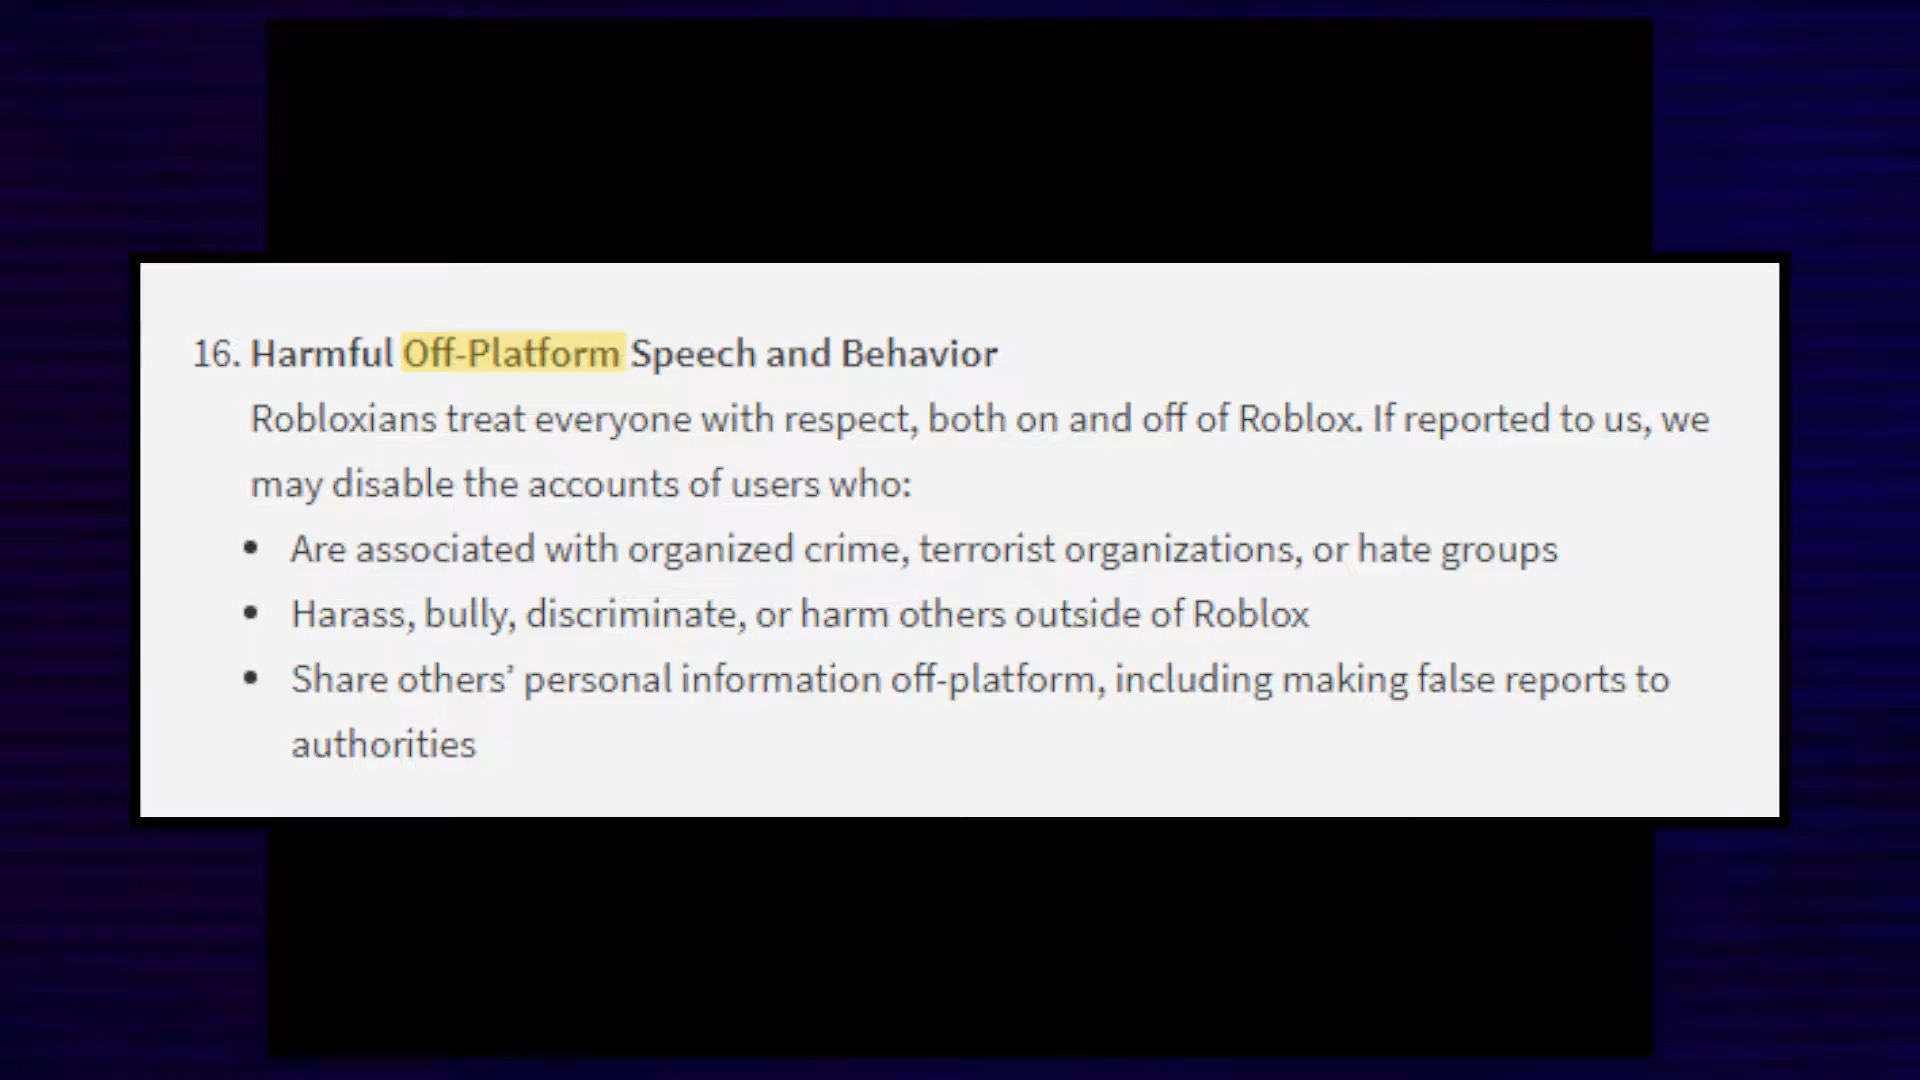 16. Harmful Off-Platform Speech and Behavior
Robloxians treat everyone with respect, both on and off of Roblox. If reported to us, we
may disable the accounts of users who:
• Are associated with organized crime, terrorist organizations, or hate groups
• Harass, bully, discriminate, or harm others outside of Roblox
• Share others’ personal information off-platform, including making false reports to
authorities